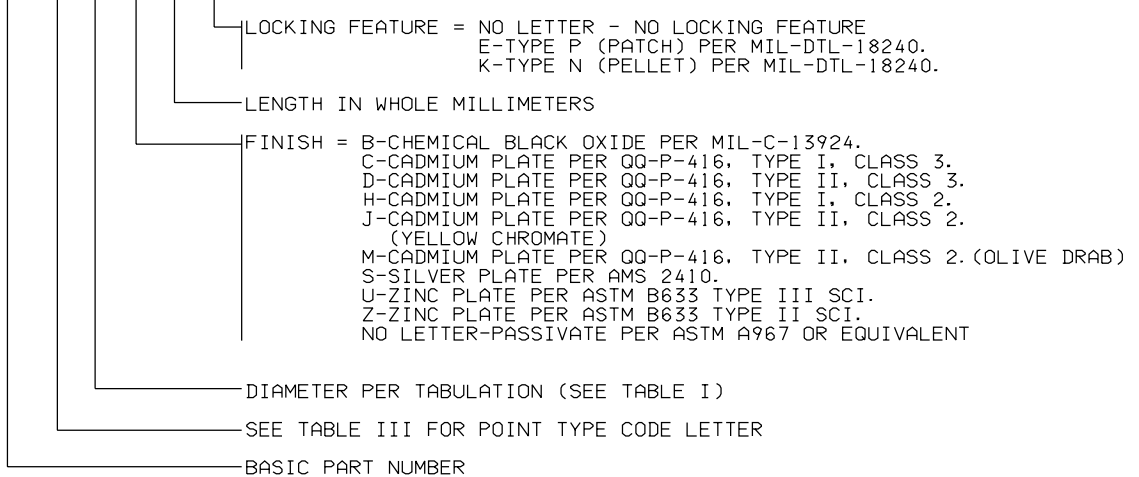 LOCKING FEATURE = NO LETTER - NO LOCKING FEATURE
E-TYPE P (PATCH) PER MIL-DTL-18240.
K-TYPE N (PELLET) PER MIL-DTL-18240.
LENGTH IN WHOLE MILLIMETERS
FINISH = B-CHEMICAL BLACK OXIDE PER MIL-C-13924.
C-CADMIUM PLATE PER QQ-P-416, TYPE I, CLASS 3.
D-CADMIUM PLATE PER QQ-P-416, TYPE II, CLASS 3.
H-CADMIUM PLATE PER QQ-P-416, TYPE I, CLASS 2.
J-CADMIUM PLATE PER QQ-P-416, TYPE II, CLASS 2.
(YELLOW CHROMATE)
M-CADMIUM PLATE PER QQ-P-416, TYPE II, CLASS 2.(OLIVE DRAB)
S-SILVER PLATE PER AMS 2410.
U-ZINC PLATE PER ASTM B633 TYPE III SCI.
Z-ZINC PLATE PER ASTM B633 TYPE II SCI.
NO LETTER-PASSIVATE PER ASTM A967 OR EQUIVALENT
DIAMETER PER TABULATION (SEE TABLE I)
SEE TABLE III FOR POINT TYPE CODE LETTER
BASIC PART NUMBER